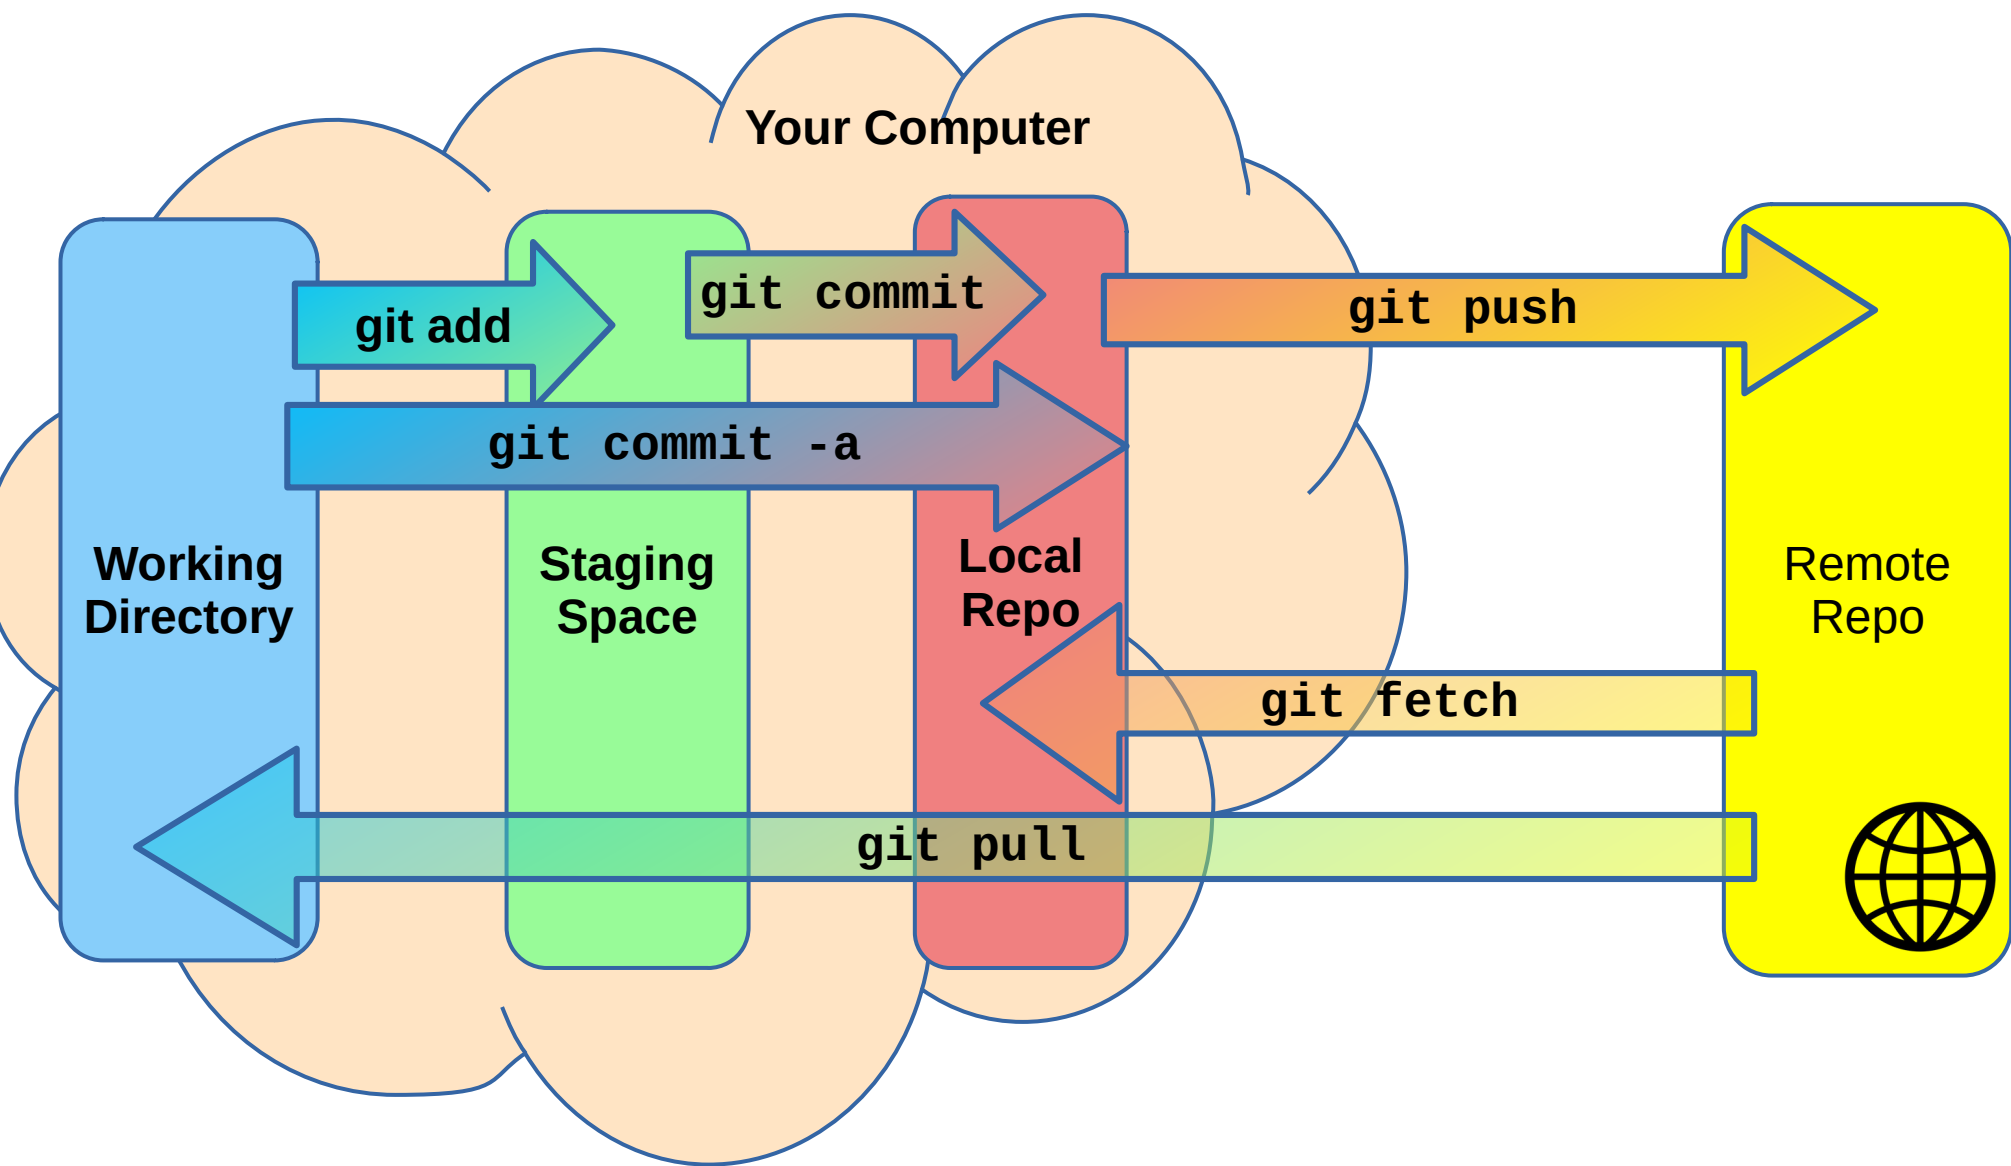 Your Computer
git add
git commit
git push
git commit -a
Working
Directory
Staging
Space
Local
Repo
Remote
Repo
git fetch
git pull